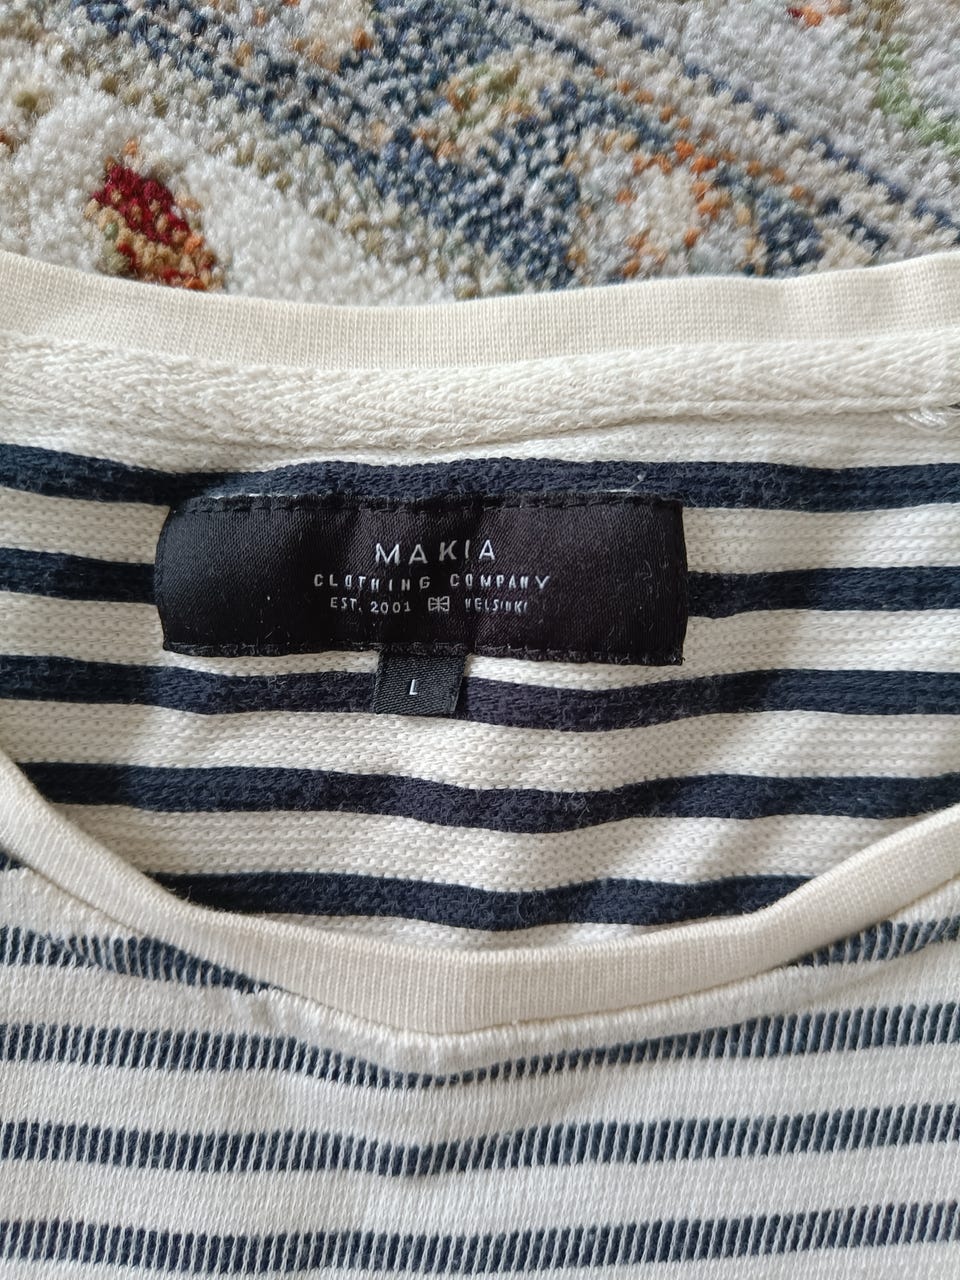 MAKIA
CLOTHING COMPANY
EST. 2001 HELSINKI
L